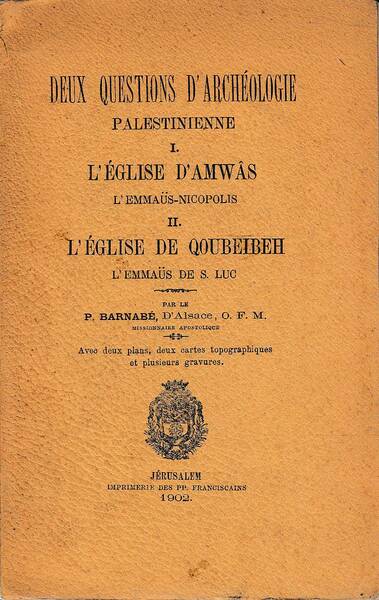 DEUX QUESTIONS D'ARCHÉOLOGIE
PALESTINIENNE
I.
L'ÉGLISE D'AMWÂS
L'EMMAÜS-NICOPOLIS
II.
L'ÉGLISE DE QOUBEIBEH
L'EMMAÜS DE S. LUC
PAR LE
P. BARNABÉ, D'Alsace, O. F. M.
MISSIONNAIRE APOSTOLIQUE
Avec deux plans, deux cartes topographiques
et plusieurs gravures.
JÉRUSALEM
IMPRIMERIE DES PP. FRANCISCAINS
1902.